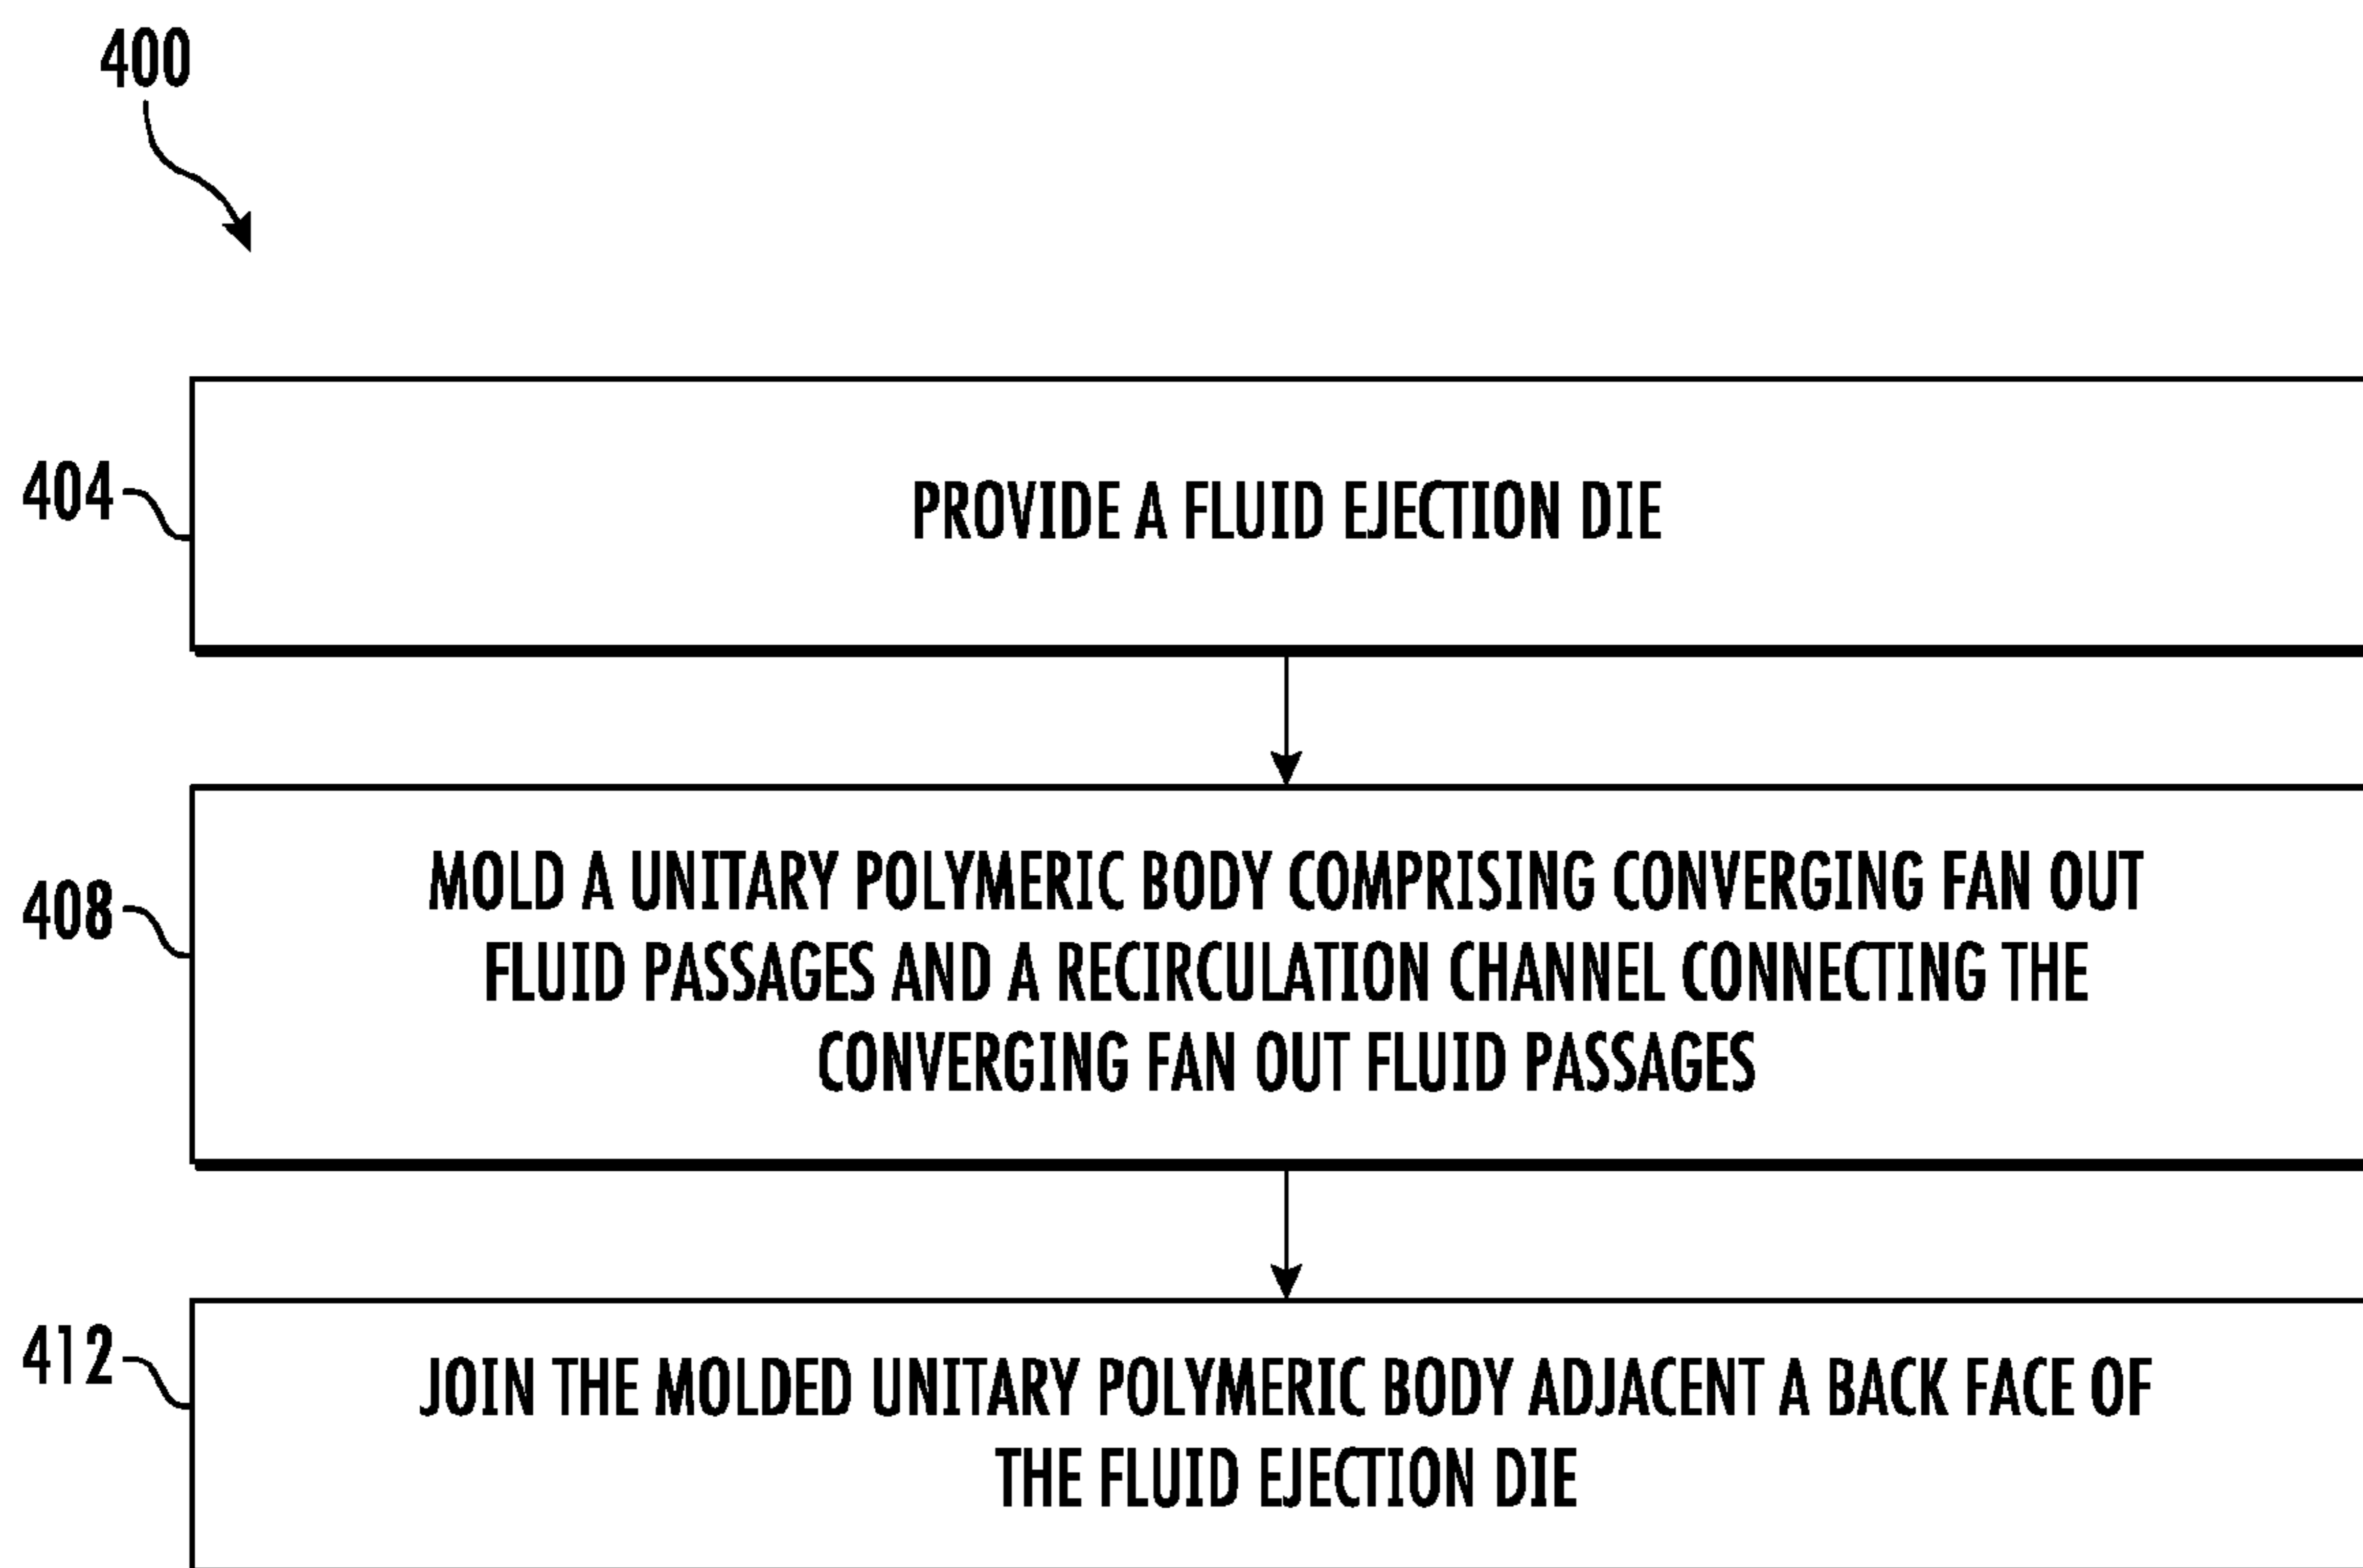 400
404
PROVIDE A FLUID EJECTION DIE
408
MOLD A UNITARY POLYMERIC BODY COMPRISING CONVERGING FAN OUT
FLUID PASSAGES AND A RECIRCULATION CHANNEL CONNECTING THE
CONVERGING FAN OUT FLUID PASSAGES
412
JOIN THE MOLDED UNITARY POLYMERIC BODY ADJACENT A BACK FACE OF
THE FLUID EJECTION DIE